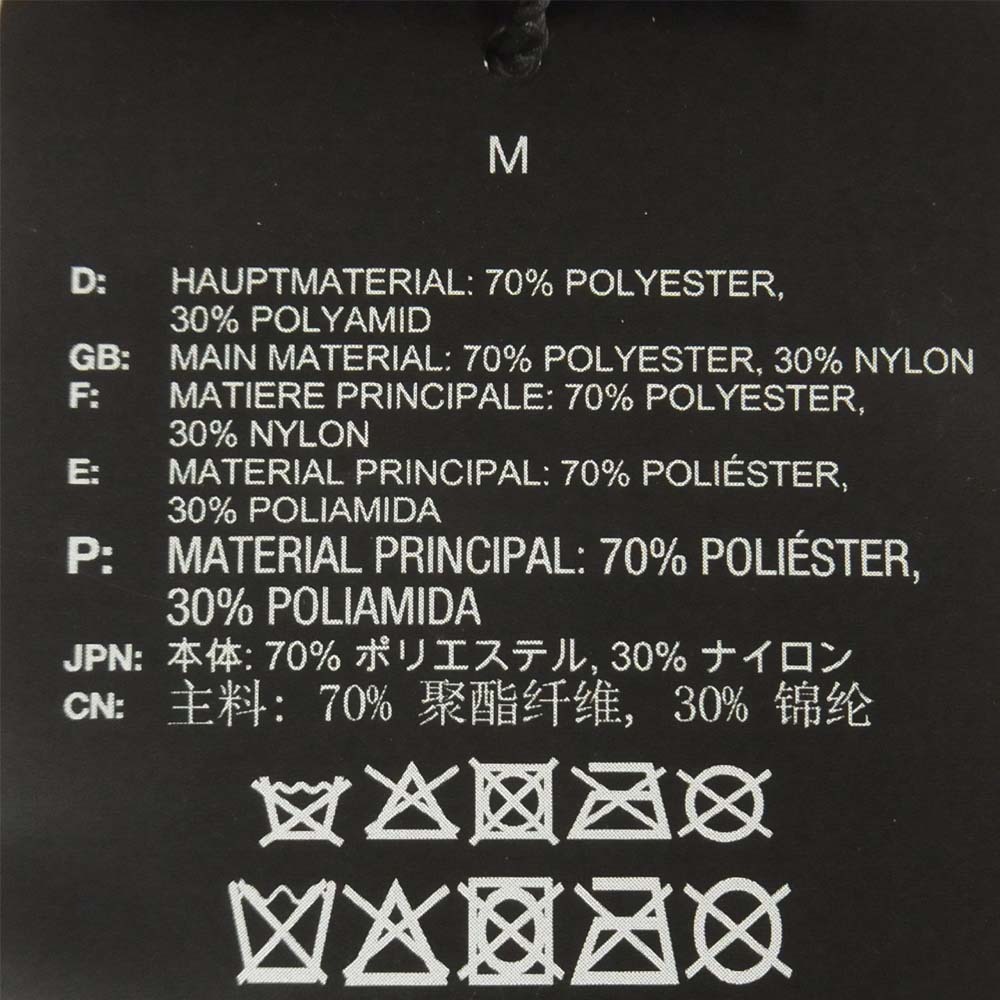 M
D: HAUPTMATERIAL: 70% POLYESTER,
30% POLYAMID
GB: MAIN MATERIAL: 70% POLYESTER, 30% NYLON
F: MATIERE PRINCIPALE: 70% POLYESTER,
30% NYLON
E: MATERIAL PRINCIPAL: 70% POLIÉSTER,
30% POLIAMIDA
P: MATERIAL PRINCIPAL: 70% POLIÉSTER,
30% POLIAMIDA
JPN: 本体: 70% ポリエステル, 30% ナイロン
CN: 主料: 70% 聚酯纤维, 30% 锦纶